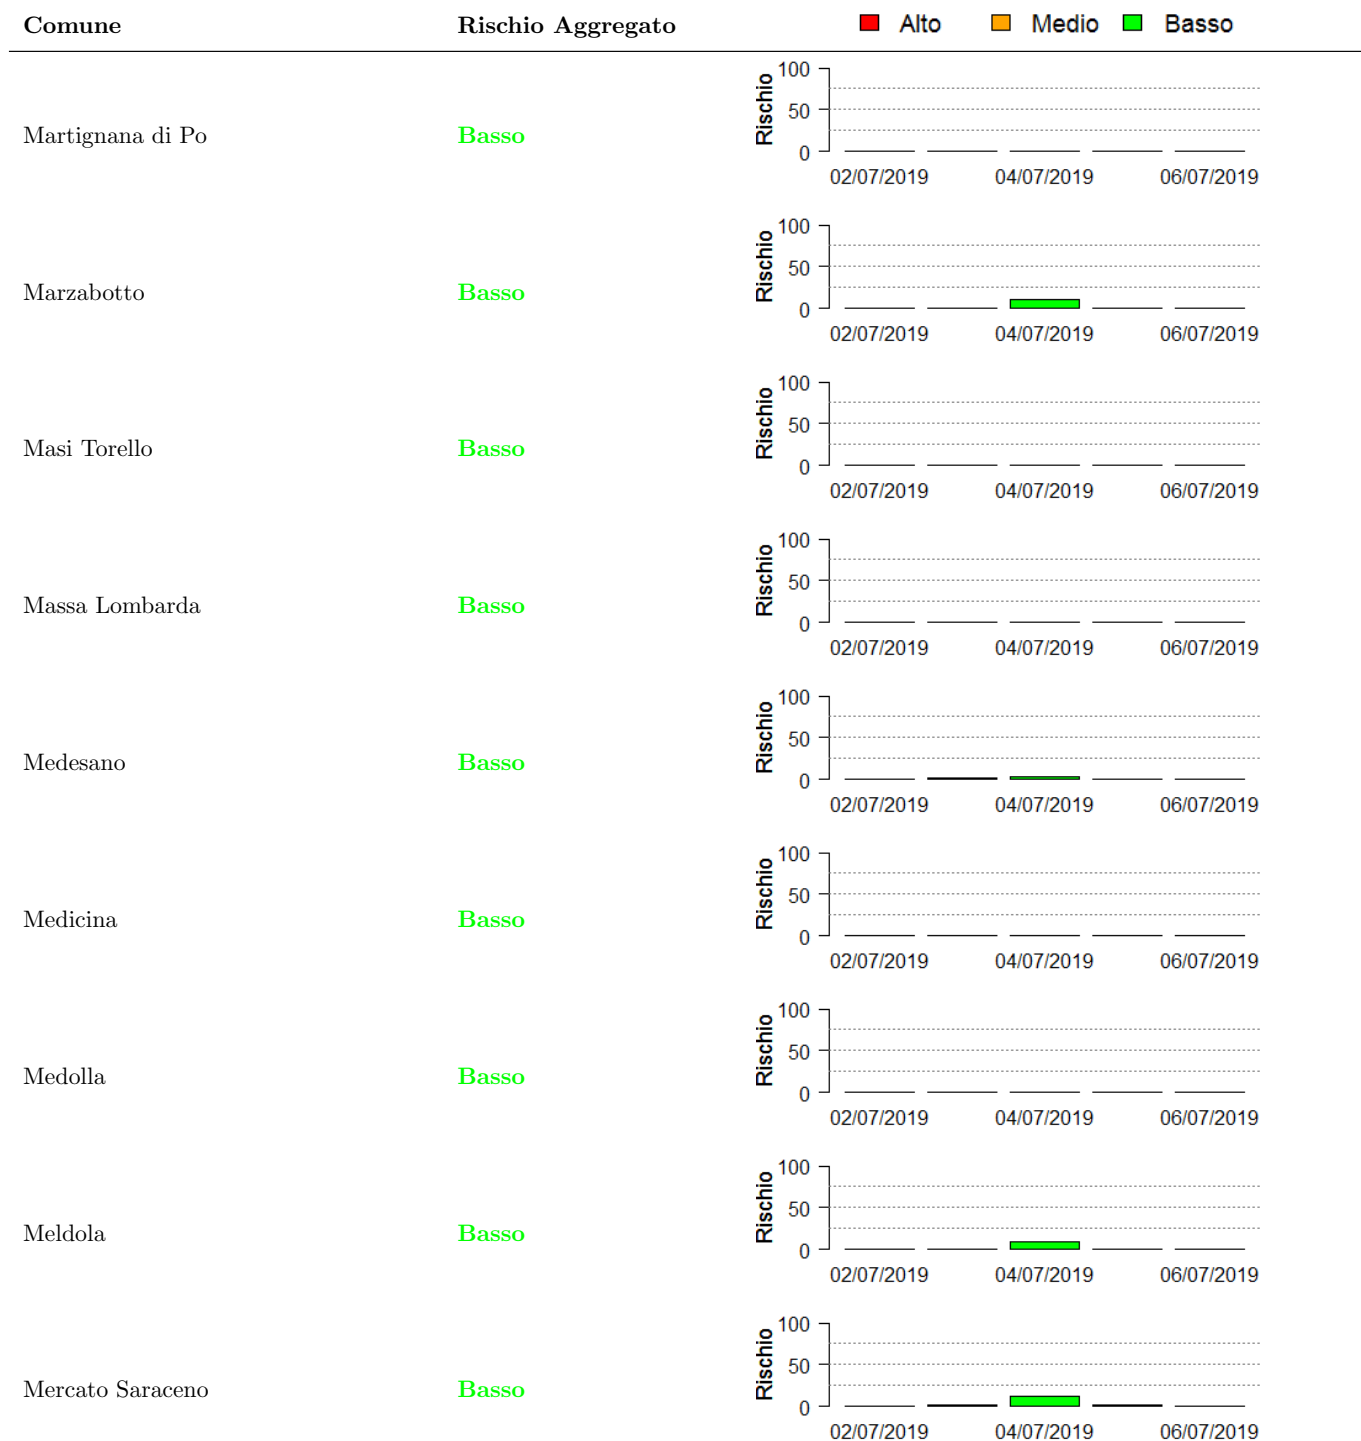 Comune Rischio Aggregato Alto Medio Basso
Martignana di Po Basso Rischio 100 50 0
02/07/2019 04/07/2019 06/07/2019
Marzabotto Basso Rischio 100 50 0
02/07/2019 04/07/2019 06/07/2019
Masi Torello Basso Rischio 100 50 0
02/07/2019 04/07/2019 06/07/2019
Massa Lombarda Basso Rischio 100 50 0
02/07/2019 04/07/2019 06/07/2019
Medesano Basso Rischio 100 50 0
02/07/2019 04/07/2019 06/07/2019
Medicina Basso Rischio 100 50 0
02/07/2019 04/07/2019 06/07/2019
Medolla Basso Rischio 100 50 0
02/07/2019 04/07/2019 06/07/2019
Meldola Basso Rischio 100 50 0
02/07/2019 04/07/2019 06/07/2019
Mercato Saraceno Basso Rischio 100 50 0
02/07/2019 04/07/2019 06/07/2019